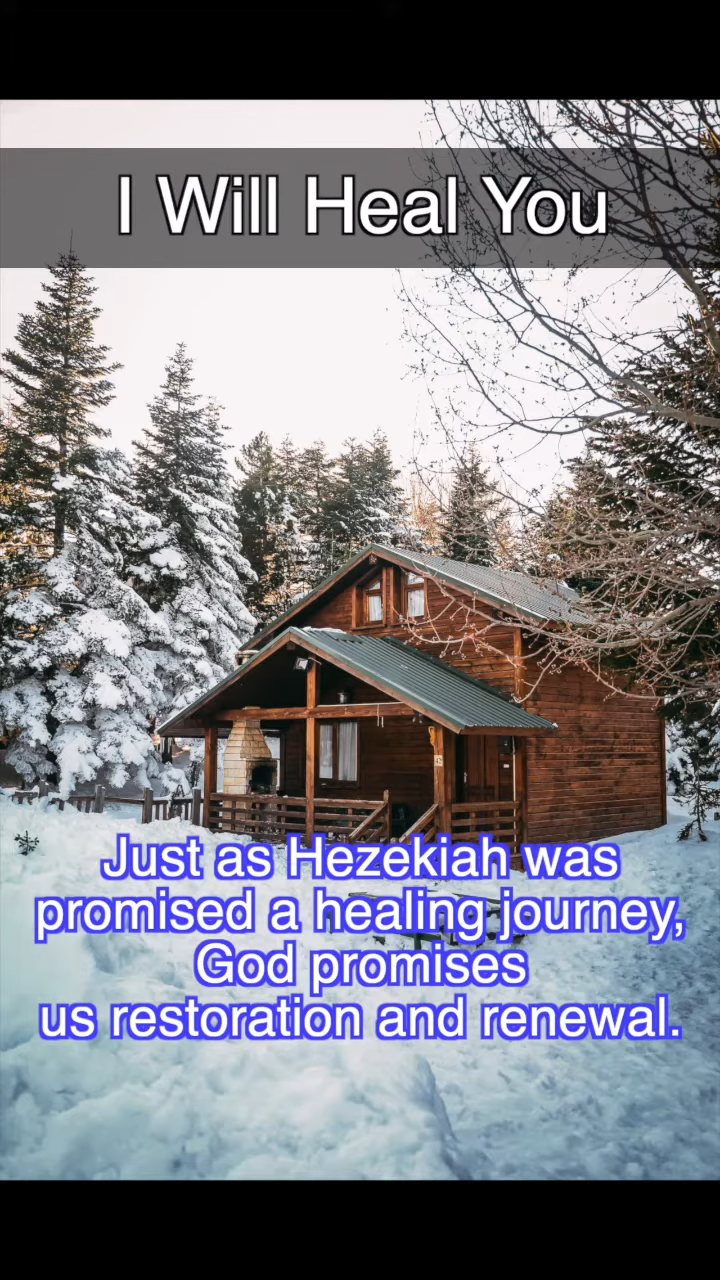 I Will Heal You
Just as Hezekiah was
promised a healing journey,
God promises
us restoration and renewal.